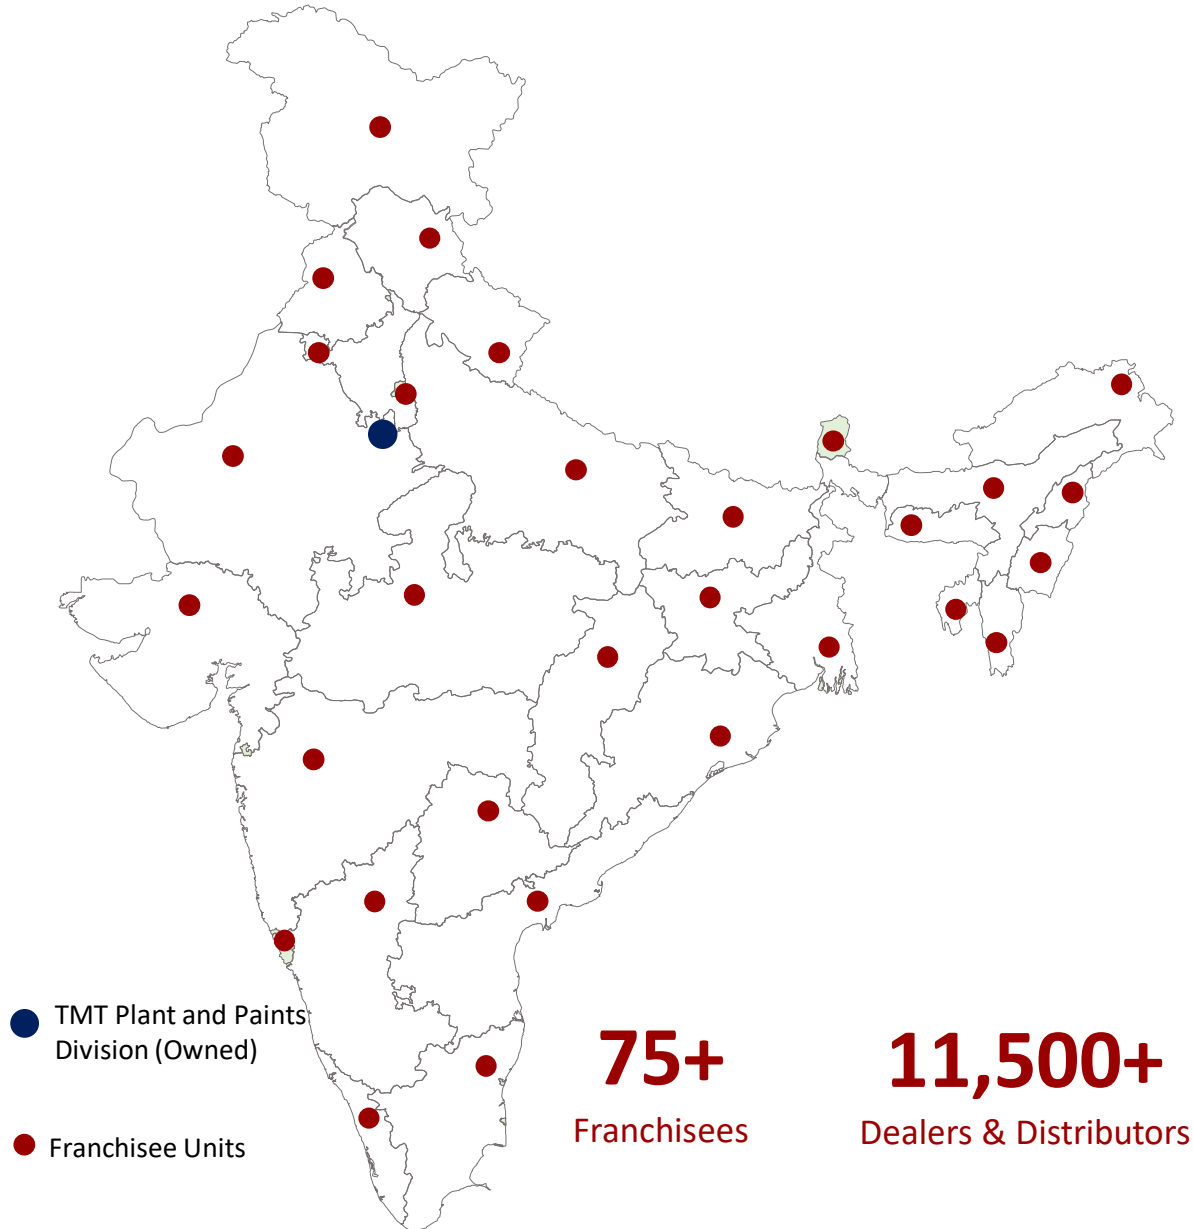 TMT Plant and Paints
Division (Owned)
Franchisee Units
75+
Franchisees
11,500+
Dealers & Distributors